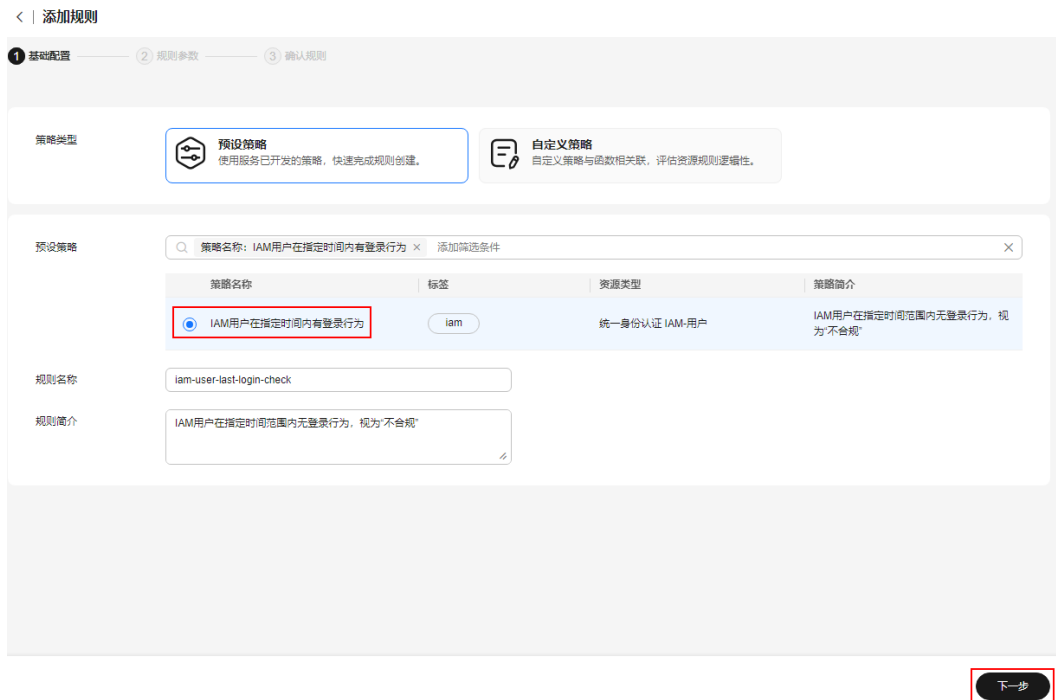 添加规则
1 基础配置 2 规则参数 3 确认规则
策略类型
预设策略
使用服务已开发的策略，快速完成规则创建。
自定义策略
自定义策略与函数相关联，评估资源规则逻辑性。
预设策略
策略名称：IAM用户在指定时间内有登录行为 × 添加筛选条件
策略名称 标签 资源类型 策略简介
IAM用户在指定时间内有登录行为 iam 统一身份认证 IAM-用户 IAM用户在指定时间范围内无登录行为，视
为“不合规”
规则名称 iam-user-last-login-check
规则简介 IAM用户在指定时间范围内无登录行为，视为“不合规”
下一步